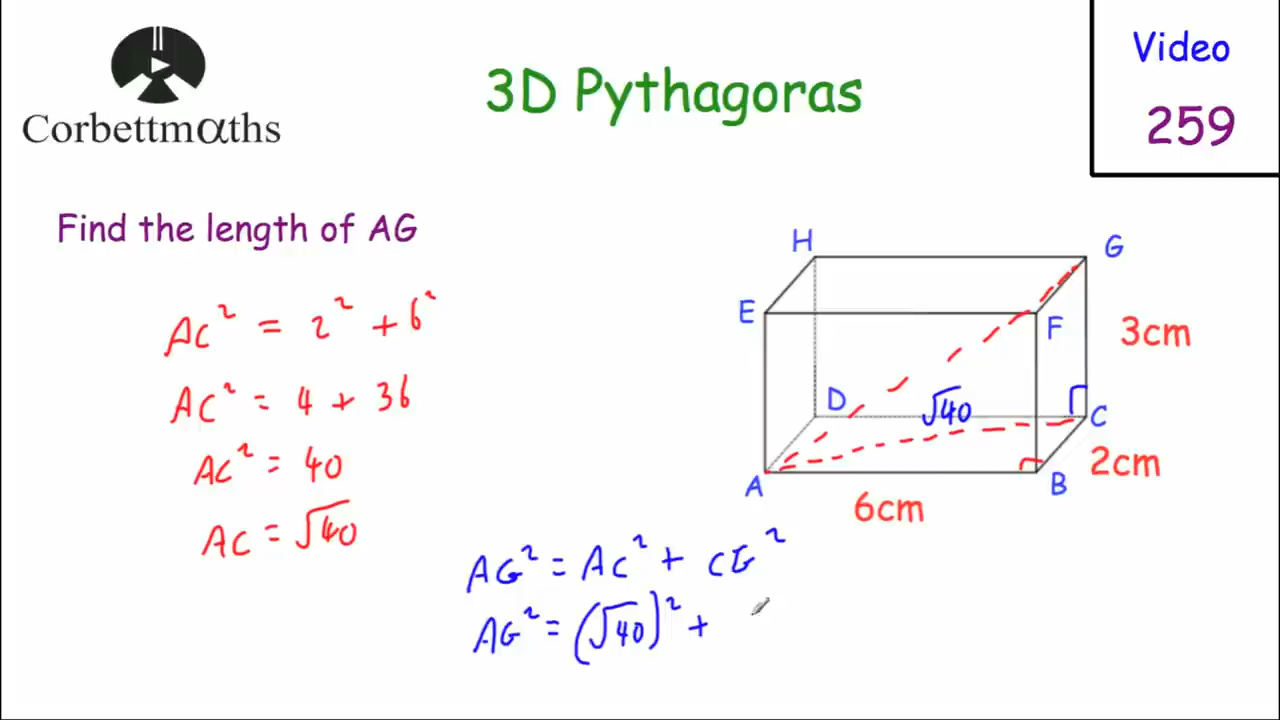 Corbettmαths
3D Pythagoras
Video
259
Find the length of AG
AC² = 2² + 6²
AC² = 4 + 36
AC² = 40
AC = √40
H
G
E
F
3cm
D
√40
C
2cm
A
B
6cm
AG² = AC² + CG²
AG² = (√40)² +